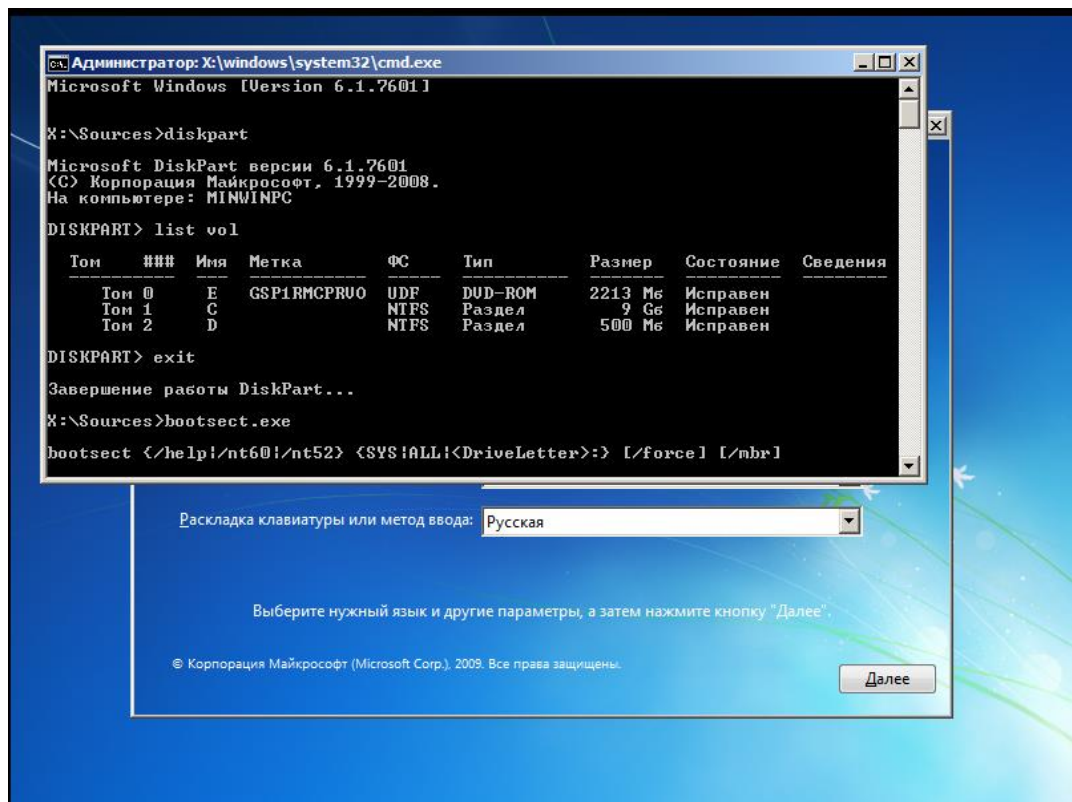 Администратор: X:\windows\system32\cmd.exe
Microsoft Windows [Version 6.1.7601]
X:\Sources>diskpart
Microsoft DiskPart версии 6.1.7601
(C) Корпорация Майкрософт, 1999-2008.
На компьютере: MINWINPC
DISKPART> list vol
Том ### Имя Метка ФС Тип Размер Состояние Сведения
Том 0 E GSP1RMCPRVO UDF DVD-ROM 2213 Mб Исправен
Том 1 C NTFS Раздел 9 Gб Исправен
Том 2 D NTFS Раздел 500 Mб Исправен
DISKPART> exit
Завершение работы DiskPart...
X:\Sources>bootsect.exe
bootsect {/help|/nt60|/nt52} {SYS|ALL|<DriveLetter>:} [/force] [/mbr]
Раскладка клавиатуры или метод ввода: Русская
Выберите нужный язык и другие параметры, а затем нажмите кнопку "Далее".
© Корпорация Майкрософт (Microsoft Corp.), 2009. Все права защищены.
Далее